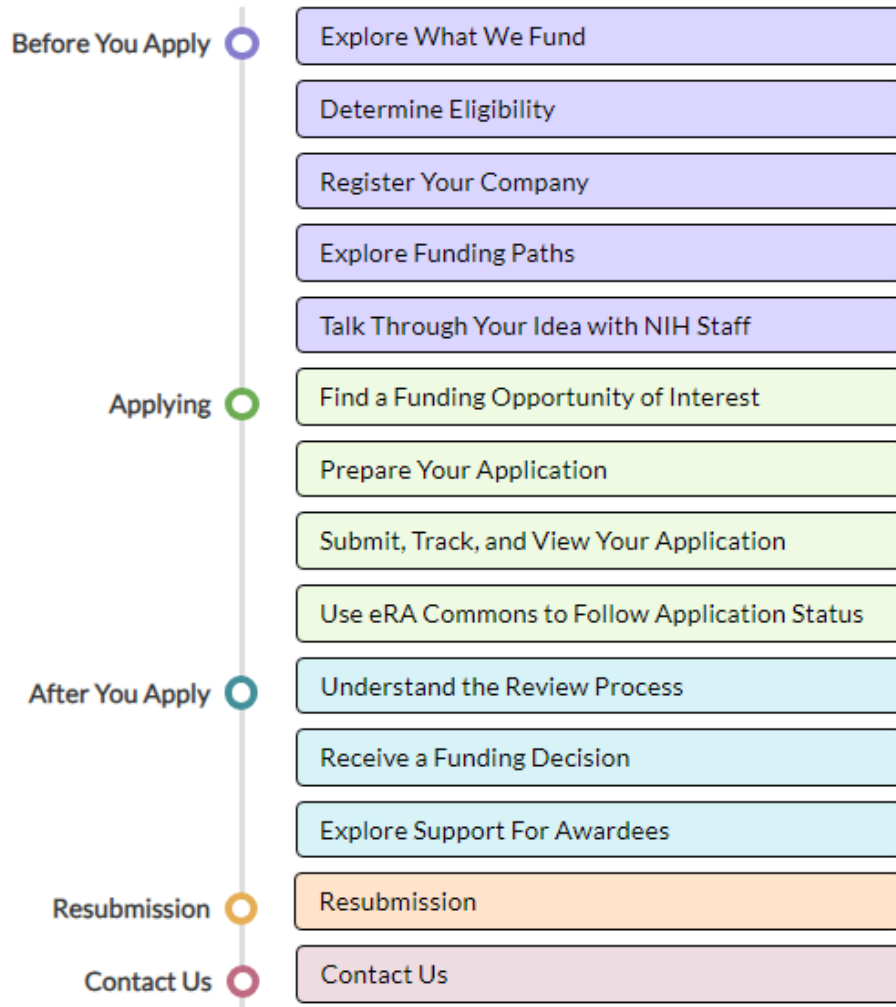 Before You Apply
Explore What We Fund
Determine Eligibility
Register Your Company
Explore Funding Paths
Talk Through Your Idea with NIH Staff
Applying
Find a Funding Opportunity of Interest
Prepare Your Application
Submit, Track, and View Your Application
Use eRA Commons to Follow Application Status
After You Apply
Understand the Review Process
Receive a Funding Decision
Explore Support For Awardees
Resubmission
Resubmission
Contact Us
Contact Us